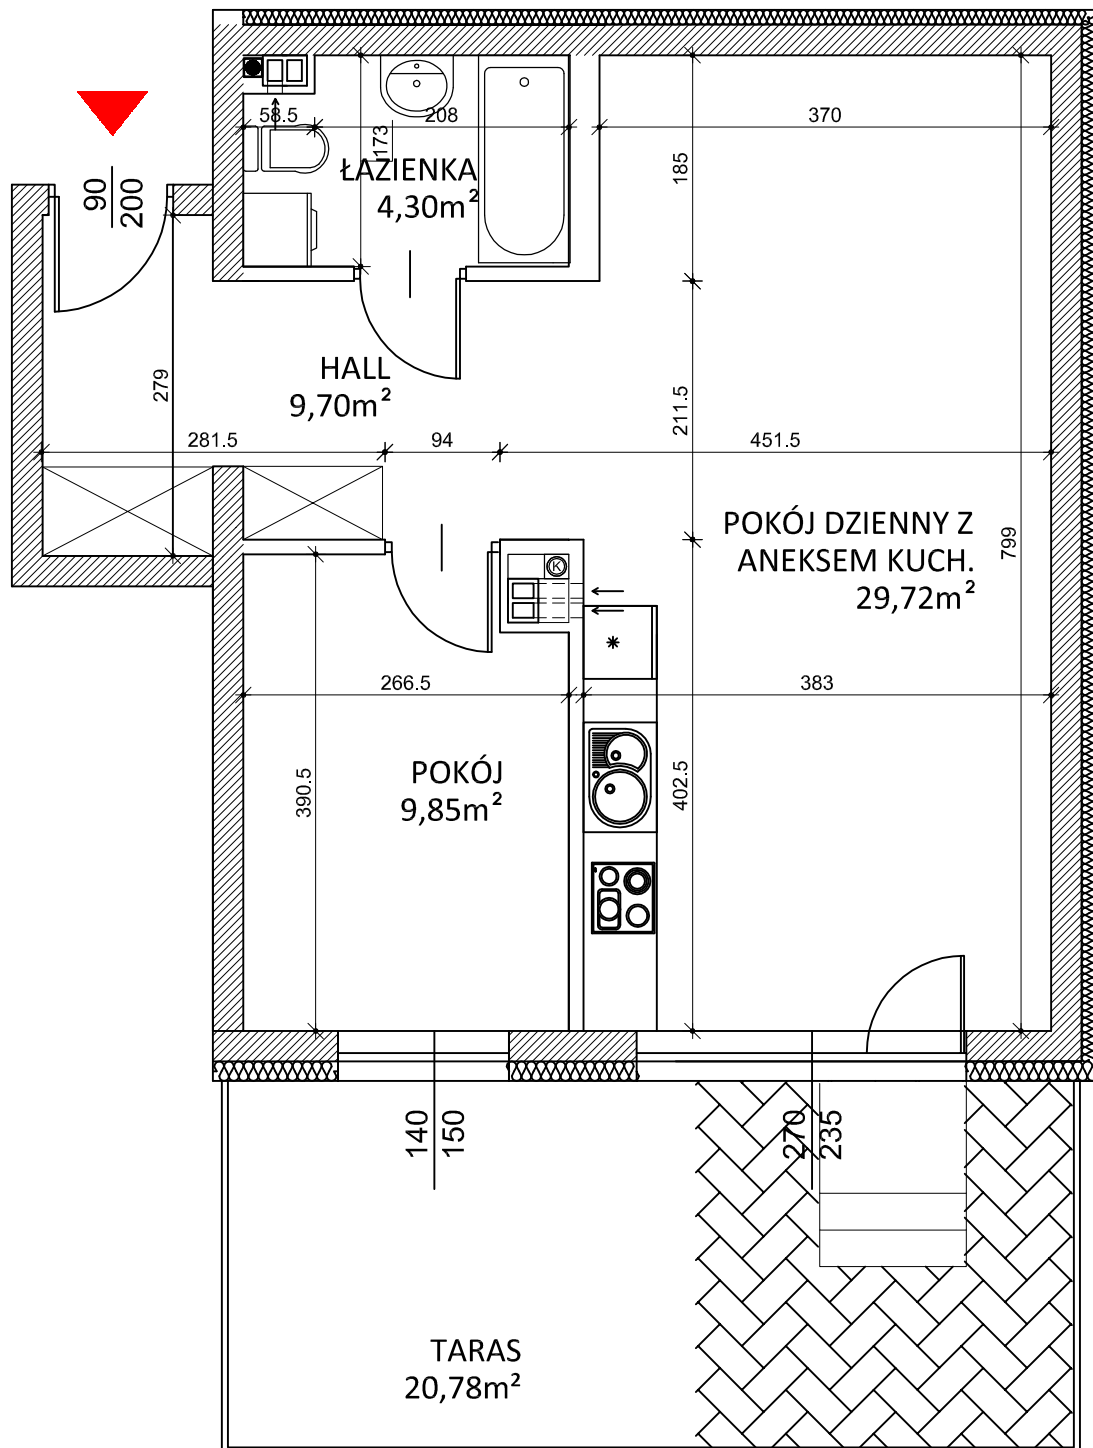 58.5
208
370
173
185
ŁAZIENKA
4,30m²
90
200
HALL
9,70m²
279
211.5
281.5
94
451.5
POKÓJ DZIENNY Z
ANEKSEM KUCH.
29,72m²
799
K
266.5
383
POKÓJ
9,85m²
390.5
402.5
140
150
270
235
TARAS
20,78m²